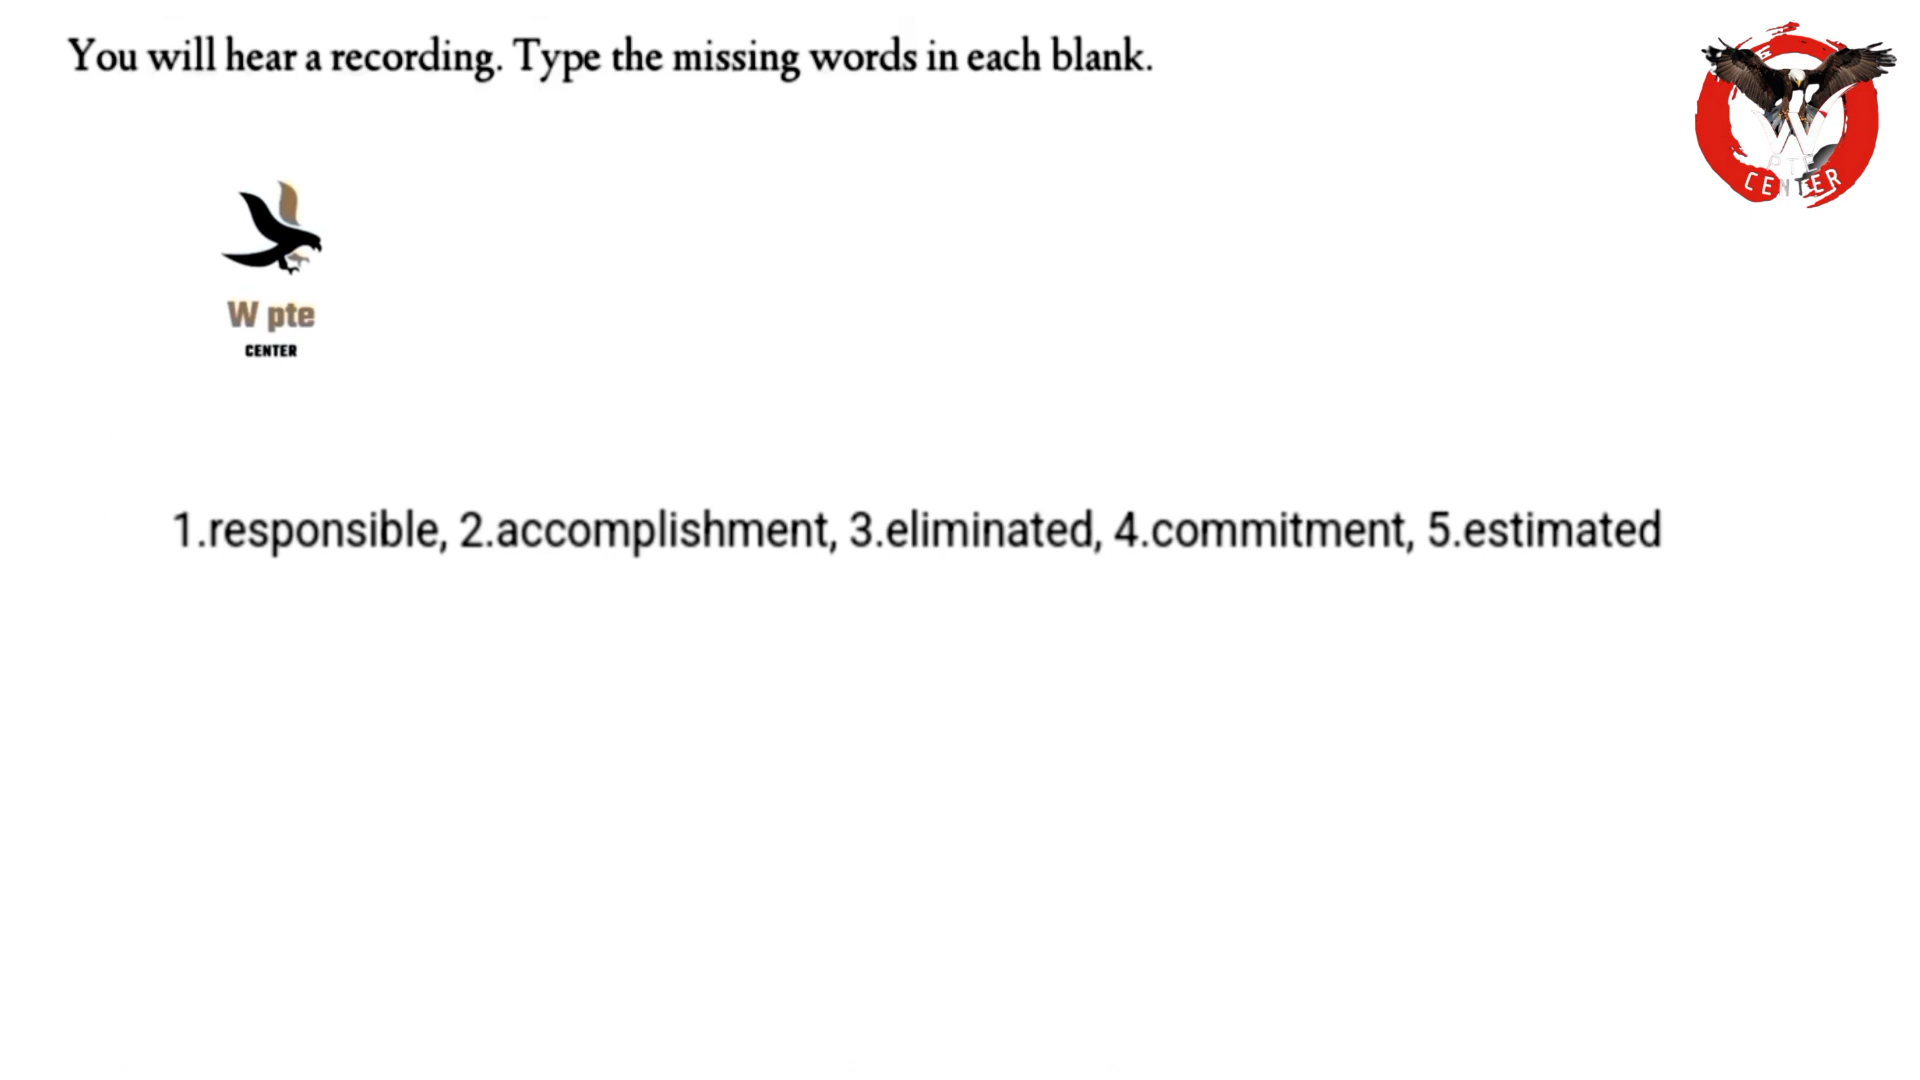 You will hear a recording. Type the missing words in each blank.
W PTE
CENTER
W pte
CENTER
1.responsible, 2.accomplishment, 3.eliminated, 4.commitment, 5.estimated